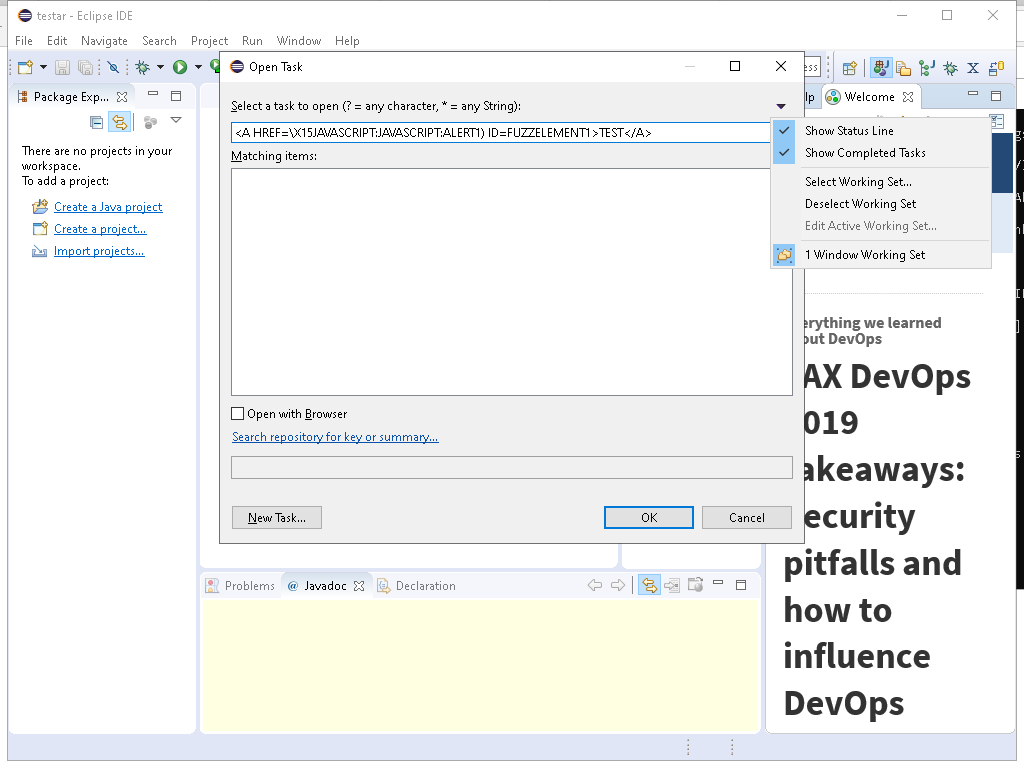 testar - Eclipse IDE
File Edit Navigate Search Project Run Window Help
Open Task
Package Exp...
Welcome
There are no projects in your
workspace.
To add a project:
Create a Java project
Create a project...
Import projects...
Select a task to open (? = any character, * = any String):
<A HREF=\X15JAVASCRIPT:JAVASCRIPT:ALERT1) ID=FUZZELEMENT1>TEST</A>
Matching items:
Show Status Line
Show Completed Tasks
Select Working Set...
Deselect Working Set
Edit Active Working Set...
1 Window Working Set
Open with Browser
Search repository for key or summary...
New Task...
OK
Cancel
erything we learned
out DevOps
AX DevOps
019
akeaways:
ecurity
pitfalls and
how to
influence
DevOps
Problems
@ Javadoc
Declaration